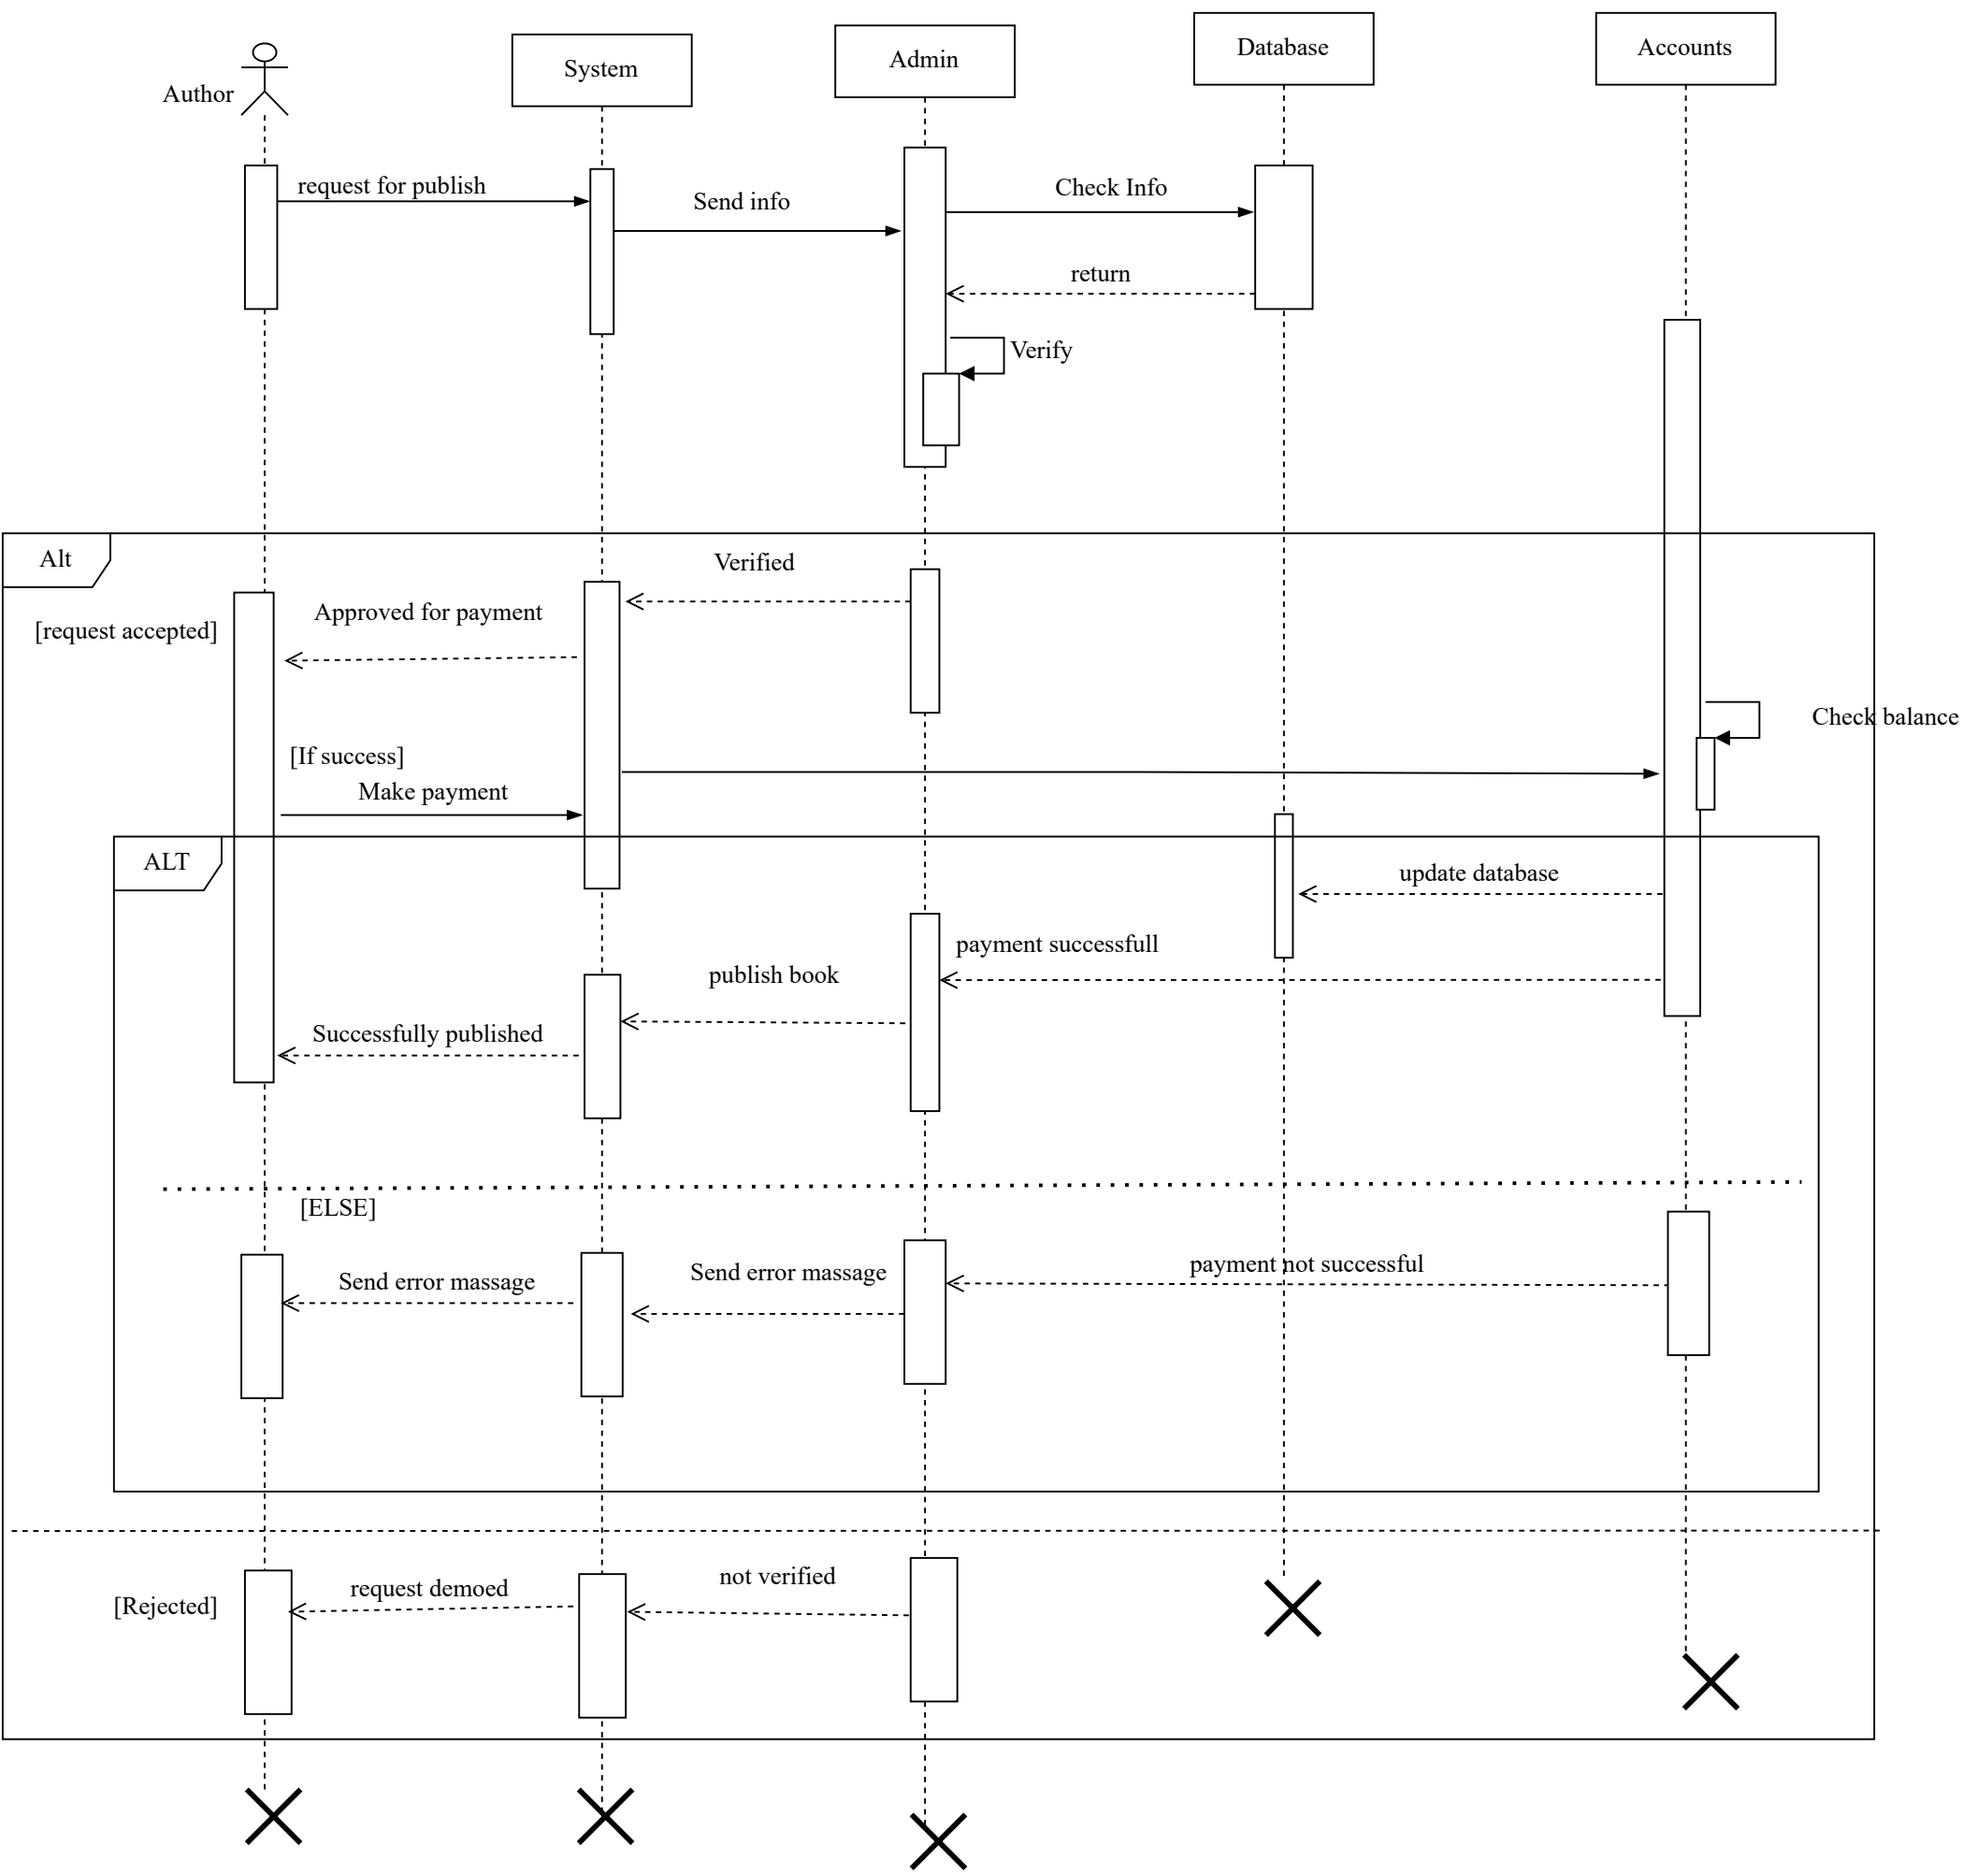 Author
System
Admin
Database
Accounts
request for publish
Send info
Check Info
return
Verify
Alt
Verified
[request accepted]
Approved for payment
Check balance
[If success]
Make payment
ALT
update database
payment successfull
publish book
Successfully published
[ELSE]
Send error massage
Send error massage
payment not successful
[Rejected]
request demoed
not verified